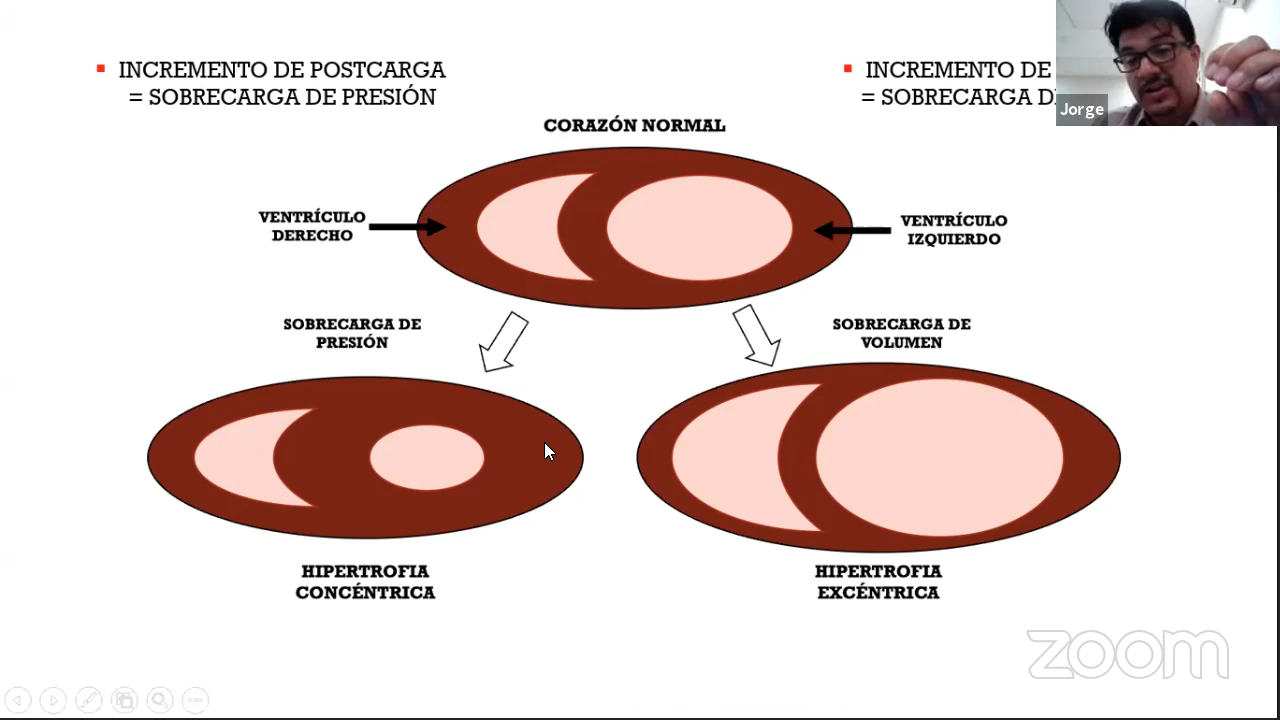 INCREMENTO DE POSTCARGA
= SOBRECARGA DE PRESIÓN
INCREMENTO DE
= SOBRECARGA
Jorge
CORAZÓN NORMAL
VENTRÍCULO
DERECHO
VENTRÍCULO
IZQUIERDO
SOBRECARGA DE
PRESIÓN
SOBRECARGA DE
VOLUMEN
HIPERTROFIA
CONCÉNTRICA
HIPERTROFIA
EXCÉNTRICA
zoom